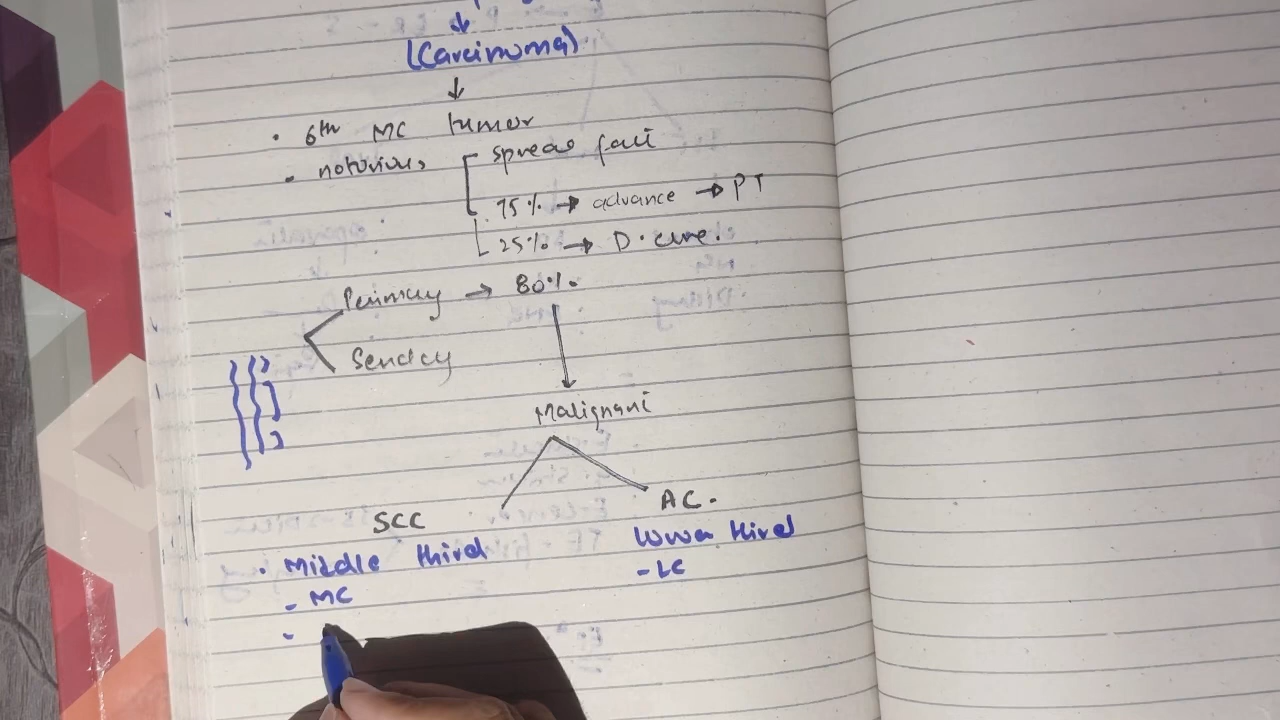 (Carcinoma)
• 6th MC tumor
- notorious, spread fast
75% → advance → PT
25% → D. cure.
Primary → 80%.
Malignant
SCC
AC.
• Middle third
Lower third
- MC
- LC
-